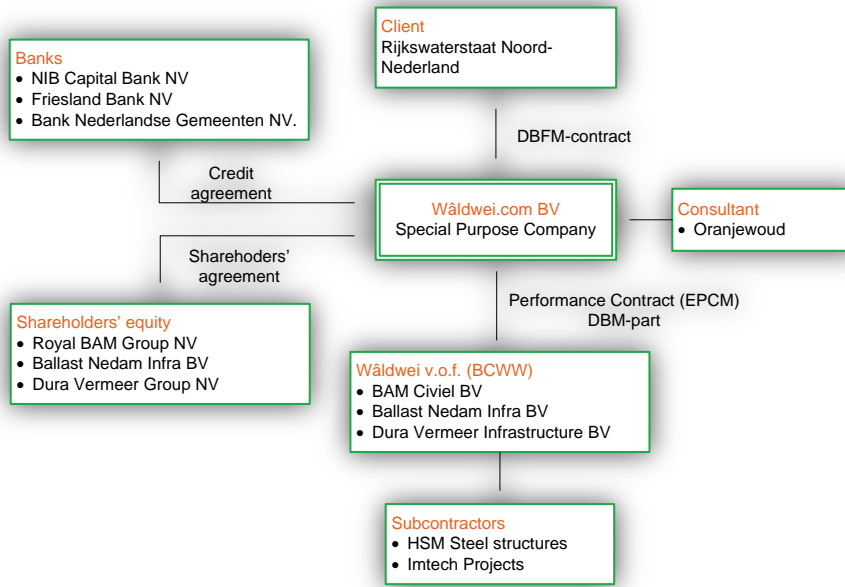 Client
Rijkswaterstaat Noord-
Nederland
Banks
• NIB Capital Bank NV
• Friesland Bank NV
• Bank Nederlandse Gemeenten NV.
DBFM-contract
Credit
agreement
Wâldwei.com BV
Special Purpose Company
Consultant
• Oranjewoud
Sharehoders’
agreement
Performance Contract (EPCM)
DBM-part
Shareholders’ equity
• Royal BAM Group NV
• Ballast Nedam Infra BV
• Dura Vermeer Group NV
Wâldwei v.o.f. (BCWW)
• BAM Civiel BV
• Ballast Nedam Infra BV
• Dura Vermeer Infrastructure BV
Subcontractors
• HSM Steel structures
• Imtech Projects